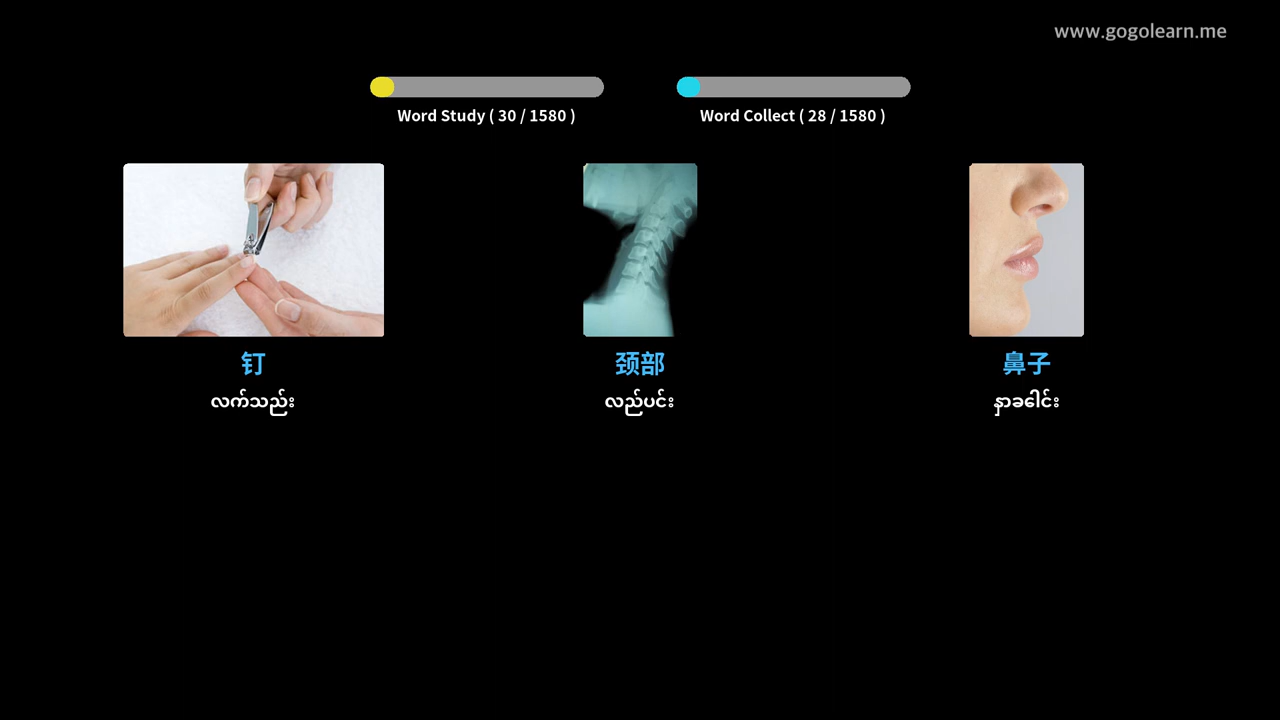 www.gogolearn.me
Word Study ( 30 / 1580 )
Word Collect ( 28 / 1580 )
钉
颈部
鼻子
လက်သည်း
လည်ပင်း
နှာခေါင်း